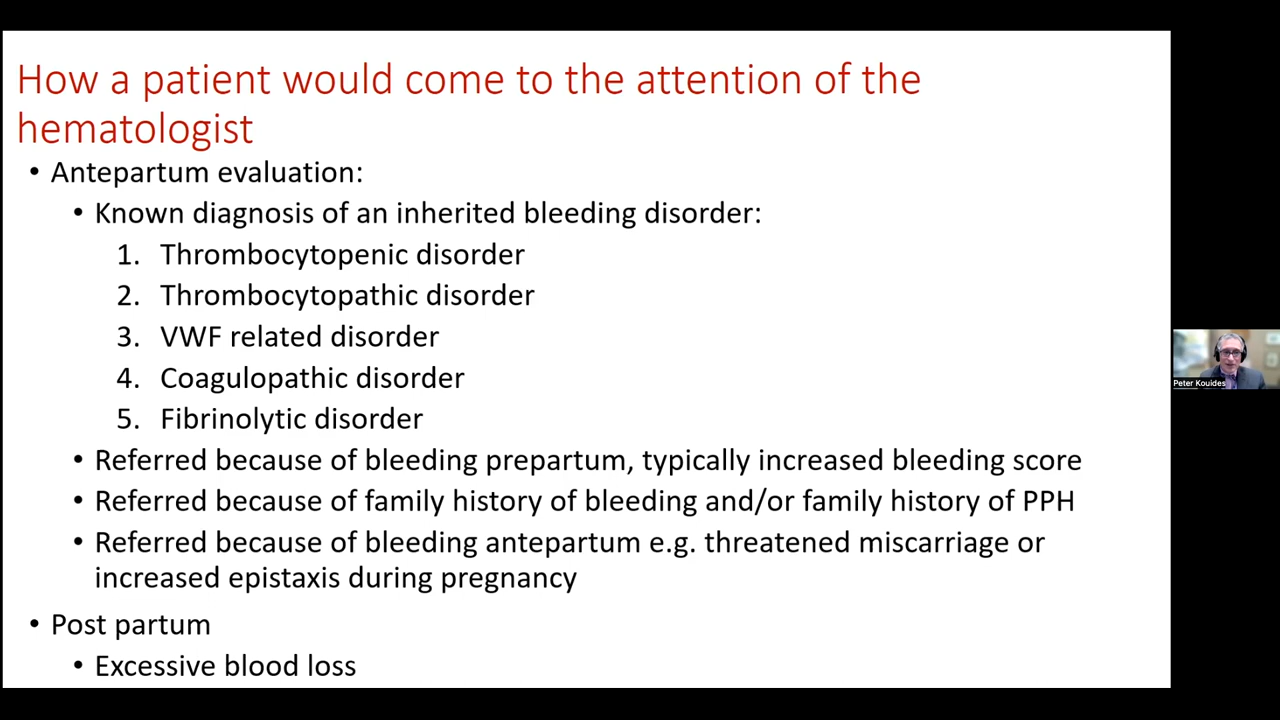 How a patient would come to the attention of the
hematologist
• Antepartum evaluation:
• Known diagnosis of an inherited bleeding disorder:
1. Thrombocytopenic disorder
2. Thrombocytopathic disorder
3. VWF related disorder
4. Coagulopathic disorder
5. Fibrinolytic disorder
• Referred because of bleeding prepartum, typically increased bleeding score
• Referred because of family history of bleeding and/or family history of PPH
• Referred because of bleeding antepartum e.g. threatened miscarriage or
increased epistaxis during pregnancy
• Post partum
• Excessive blood loss
Peter Kouides